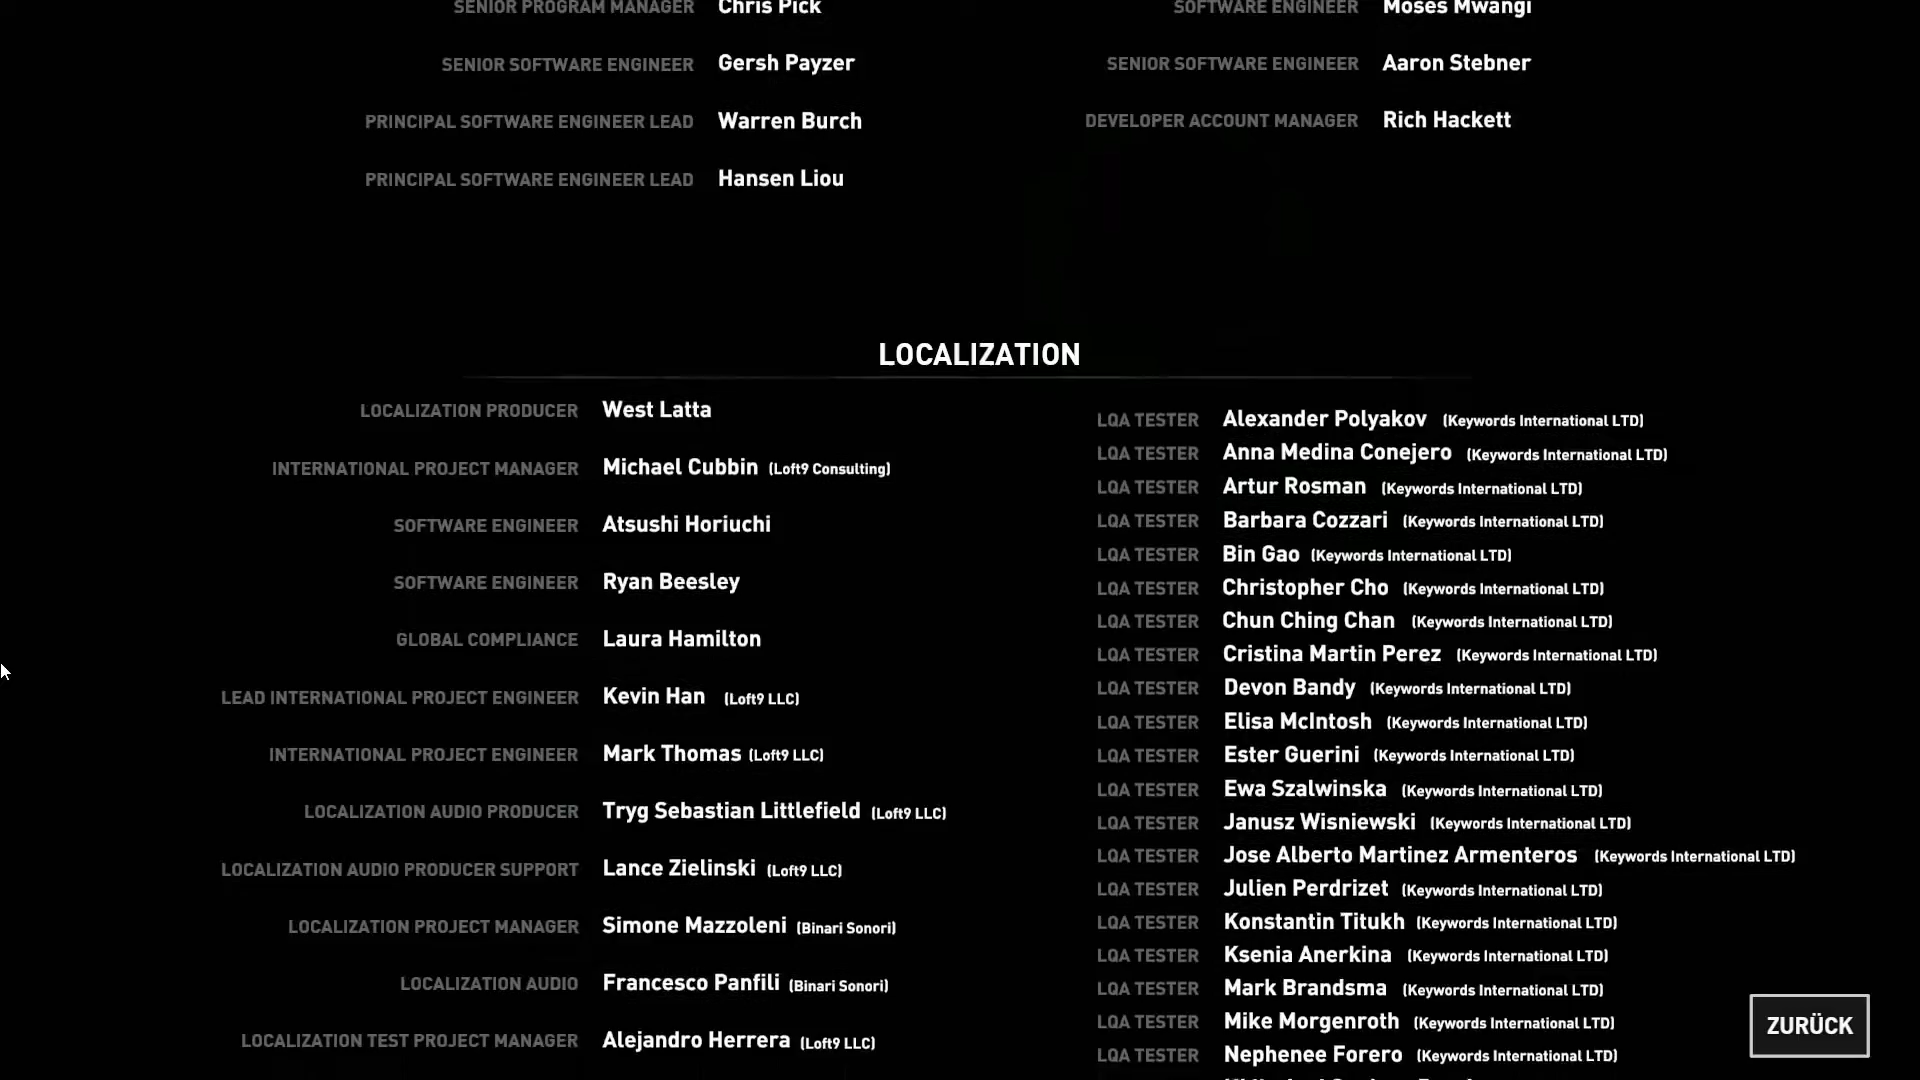 SENIOR PROGRAM MANAGER Chris Pick
SENIOR SOFTWARE ENGINEER Gersh Payzer
PRINCIPAL SOFTWARE ENGINEER LEAD Warren Burch
PRINCIPAL SOFTWARE ENGINEER LEAD Hansen Liou
SOFTWARE ENGINEER Moses Mwangi
SENIOR SOFTWARE ENGINEER Aaron Stebner
DEVELOPER ACCOUNT MANAGER Rich Hackett
LOCALIZATION
LOCALIZATION PRODUCER West Latta
INTERNATIONAL PROJECT MANAGER Michael Cubbin (Loft9 Consulting)
SOFTWARE ENGINEER Atsushi Horiuchi
SOFTWARE ENGINEER Ryan Beesley
GLOBAL COMPLIANCE Laura Hamilton
LEAD INTERNATIONAL PROJECT ENGINEER Kevin Han (Loft9 LLC)
INTERNATIONAL PROJECT ENGINEER Mark Thomas (Loft9 LLC)
LOCALIZATION AUDIO PRODUCER Tryg Sebastian Littlefield (Loft9 LLC)
LOCALIZATION AUDIO PRODUCER SUPPORT Lance Zielinski (Loft9 LLC)
LOCALIZATION PROJECT MANAGER Simone Mazzoleni (Binari Sonori)
LOCALIZATION AUDIO Francesco Panfili (Binari Sonori)
LOCALIZATION TEST PROJECT MANAGER Alejandro Herrera (Loft9 LLC)
LQA TESTER Alexander Polyakov (Keywords International LTD)
LQA TESTER Anna Medina Conejero (Keywords International LTD)
LQA TESTER Artur Rosman (Keywords International LTD)
LQA TESTER Barbara Cozzari (Keywords International LTD)
LQA TESTER Bin Gao (Keywords International LTD)
LQA TESTER Christopher Cho (Keywords International LTD)
LQA TESTER Chun Ching Chan (Keywords International LTD)
LQA TESTER Cristina Martin Perez (Keywords International LTD)
LQA TESTER Devon Bandy (Keywords International LTD)
LQA TESTER Elisa McIntosh (Keywords International LTD)
LQA TESTER Ester Guerini (Keywords International LTD)
LQA TESTER Ewa Szalwinska (Keywords International LTD)
LQA TESTER Janusz Wisniewski (Keywords International LTD)
LQA TESTER Jose Alberto Martinez Armenteros (Keywords International LTD)
LQA TESTER Julien Perdrizet (Keywords International LTD)
LQA TESTER Konstantin Titukh (Keywords International LTD)
LQA TESTER Ksenia Anerkina (Keywords International LTD)
LQA TESTER Mark Brandsma (Keywords International LTD)
LQA TESTER Mike Morgenroth (Keywords International LTD)
LQA TESTER Nephenee Forero (Keywords International LTD)
ZURÜCK